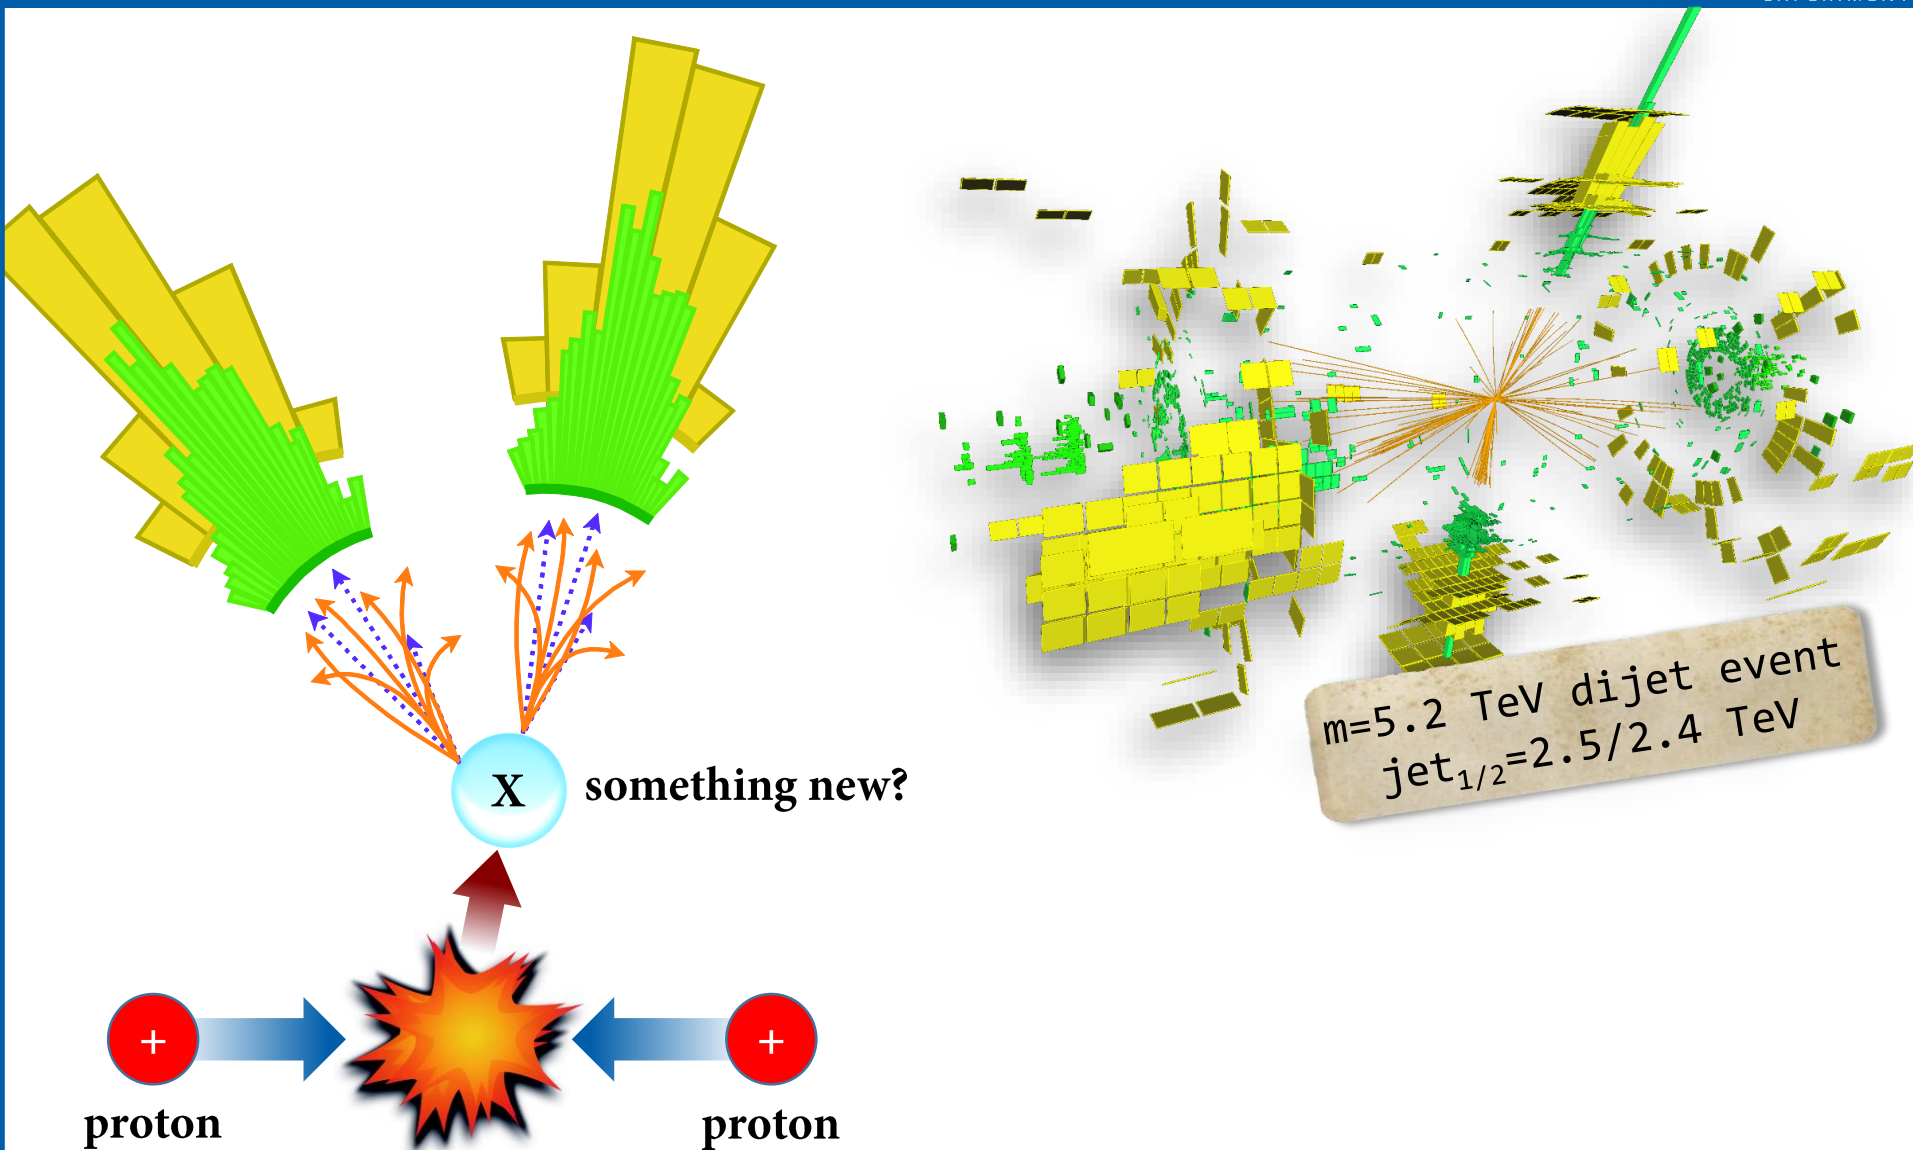 X
something new?
m=5.2 TeV dijet event
jet1/2=2.5/2.4 TeV
+
+
proton
proton